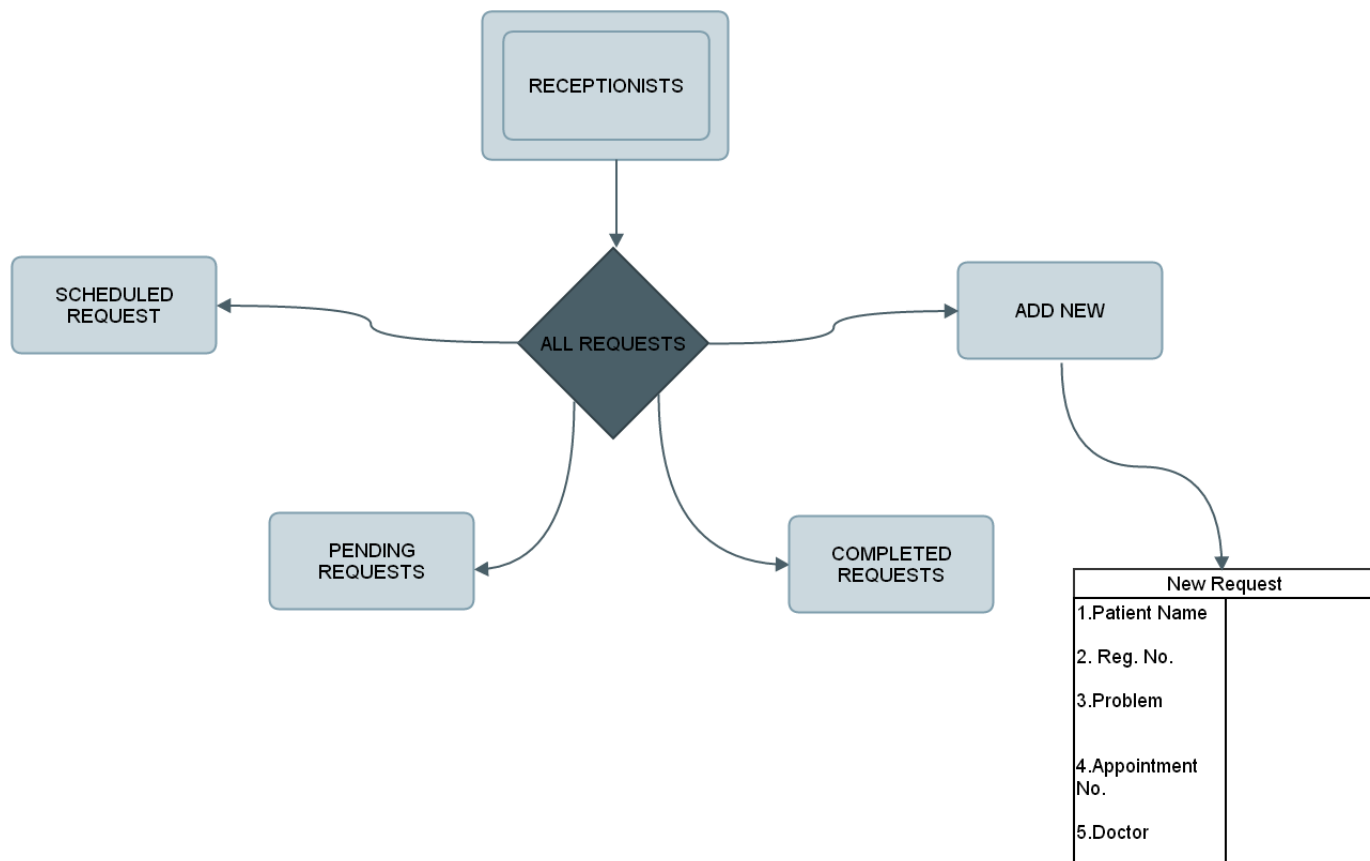 RECEPTIONISTS
SCHEDULED
REQUEST
ALL REQUESTS
ADD NEW
PENDING
REQUESTS
COMPLETED
REQUESTS
New Request
1.Patient Name
2. Reg. No.
3.Problem
4.Appointment
No.
5.Doctor